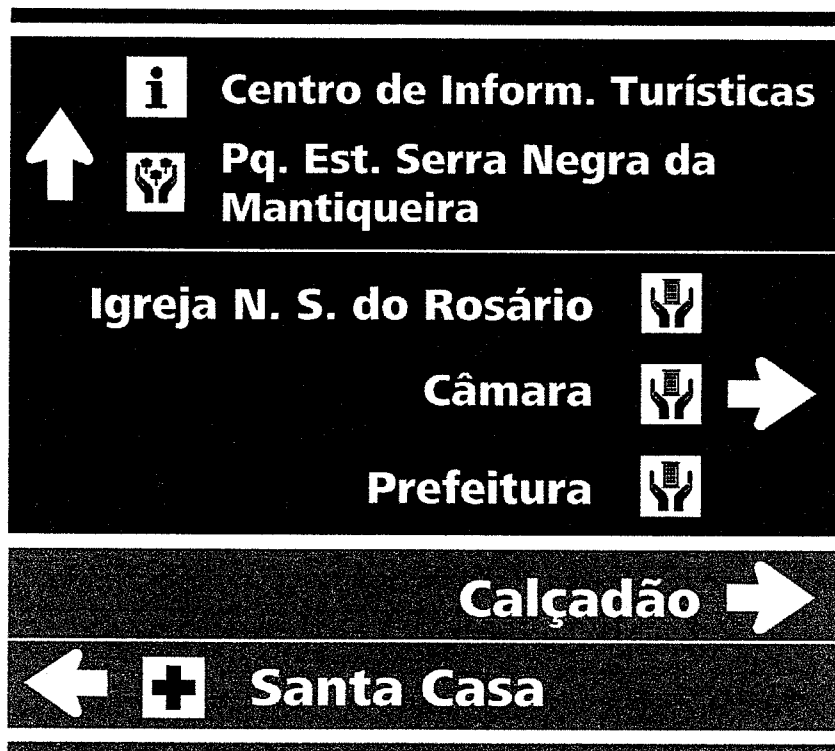 i Centro de Inform. Turísticas
Pq. Est. Serra Negra da
Mantiqueira
Igreja N. S. do Rosário
Câmara
Prefeitura
Calçadão
Santa Casa